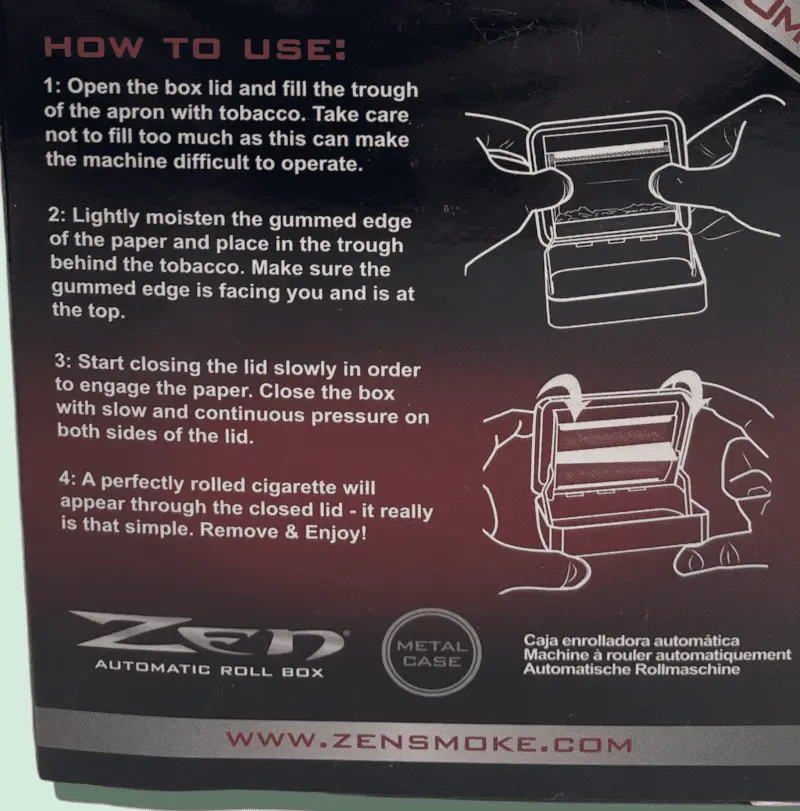 HOW TO USE:
1: Open the box lid and fill the trough
of the apron with tobacco. Take care
not to fill too much as this can make
the machine difficult to operate.
2: Lightly moisten the gummed edge
of the paper and place in the trough
behind the tobacco. Make sure the
gummed edge is facing you and is at
the top.
3: Start closing the lid slowly in order
to engage the paper. Close the box
with slow and continuous pressure on
both sides of the lid.
4: A perfectly rolled cigarette will
appear through the closed lid - it really
is that simple. Remove & Enjoy!
Zen®
AUTOMATIC ROLL BOX
METAL
CASE
Caja enrolladora automática
Machine à rouler automatiquement
Automatische Rollmaschine
WWW.ZENSMOKE.COM